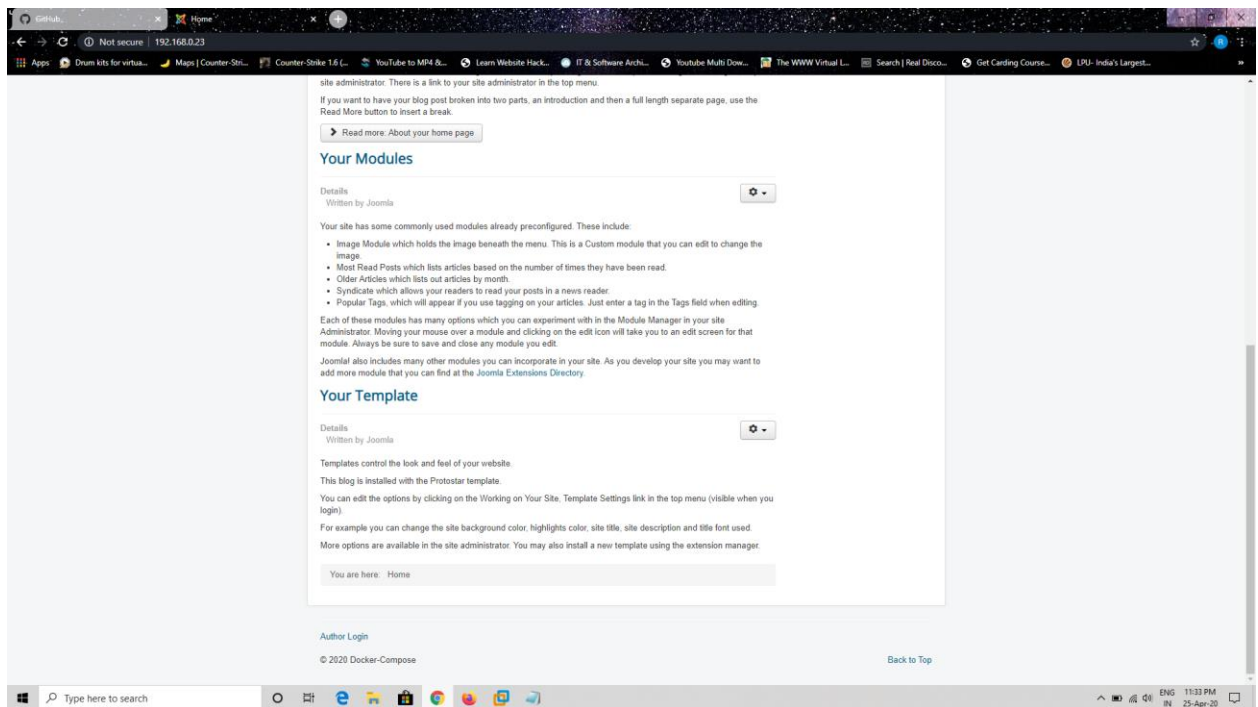 GitHub,
Home
Not secure | 192.168.0.23
Apps Drum kits for virtua... Maps | Counter-Stri... Counter-Strike 1.6 (... YouTube to MP4 &... Learn Website Hack... IT & Software Archi... Youtube Multi Dow... The WWW Virtual L... Search | Real Disco... Get Carding Course... LPU- India's Largest...
site administrator. There is a link to your site administrator in the top menu.
If you want to have your blog post broken into two parts, an introduction and then a full length separate page, use the
Read More button to insert a break.
Read more: About your home page
Your Modules
Details
Written by Joomla
Your site has some commonly used modules already preconfigured. These include:
• Image Module which holds the image beneath the menu. This is a Custom module that you can edit to change the
image.
• Most Read Posts which lists articles based on the number of times they have been read.
• Older Articles which lists out articles by month.
• Syndicate which allows your readers to read your posts in a news reader.
• Popular Tags, which will appear if you use tagging on your articles. Just enter a tag in the Tags field when editing.
Each of these modules has many options which you can experiment with in the Module Manager in your site
Administrator. Moving your mouse over a module and clicking on the edit icon will take you to an edit screen for that
module. Always be sure to save and close any module you edit.
Joomla! also includes many other modules you can incorporate in your site. As you develop your site you may want to
add more module that you can find at the Joomla Extensions Directory.
Your Template
Details
Written by Joomla
Templates control the look and feel of your website.
This blog is installed with the Protostar template.
You can edit the options by clicking on the Working on Your Site, Template Settings link in the top menu (visible when you
login).
For example you can change the site background color, highlights color, site title, site description and title font used.
More options are available in the site administrator. You may also install a new template using the extension manager.
You are here: Home
Author Login
© 2020 Docker-Compose
Back to Top
Type here to search
ENG 11:33 PM
IN 25-Apr-20